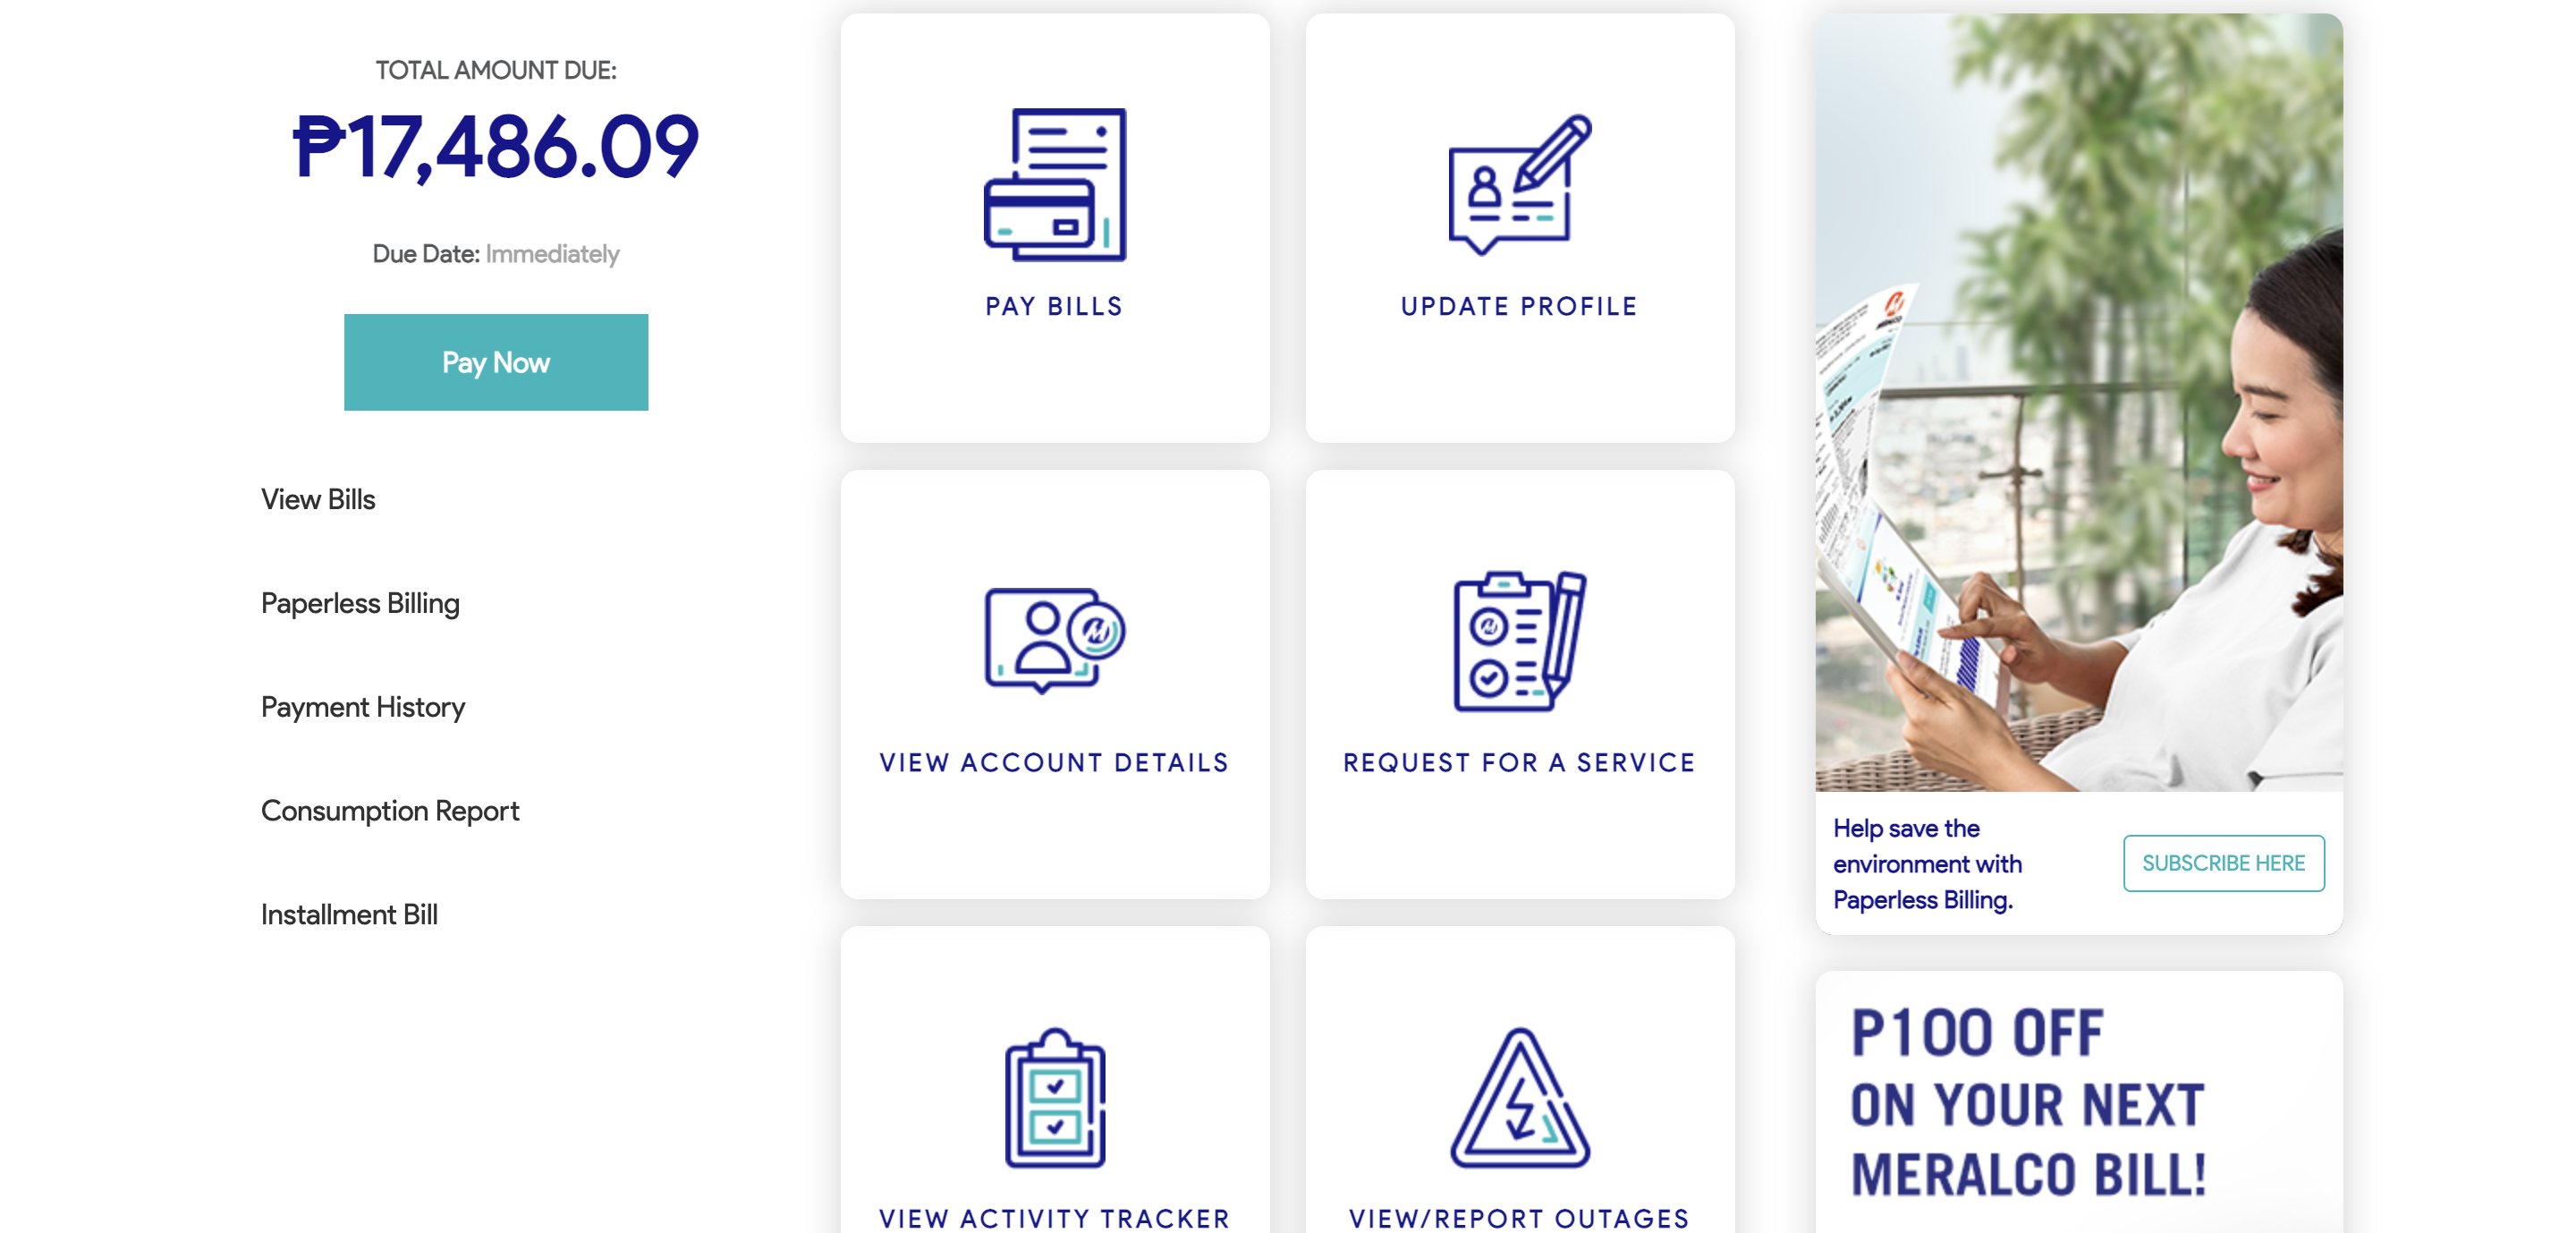 TOTAL AMOUNT DUE:
₱17,486.09
Due Date: Immediately
Pay Now
View Bills
Paperless Billing
Payment History
Consumption Report
Installment Bill
PAY BILLS
UPDATE PROFILE
VIEW ACCOUNT DETAILS
REQUEST FOR A SERVICE
VIEW ACTIVITY TRACKER
VIEW/REPORT OUTAGES
Help save the
environment with
Paperless Billing.
SUBSCRIBE HERE
P100 OFF
ON YOUR NEXT
MERALCO BILL!